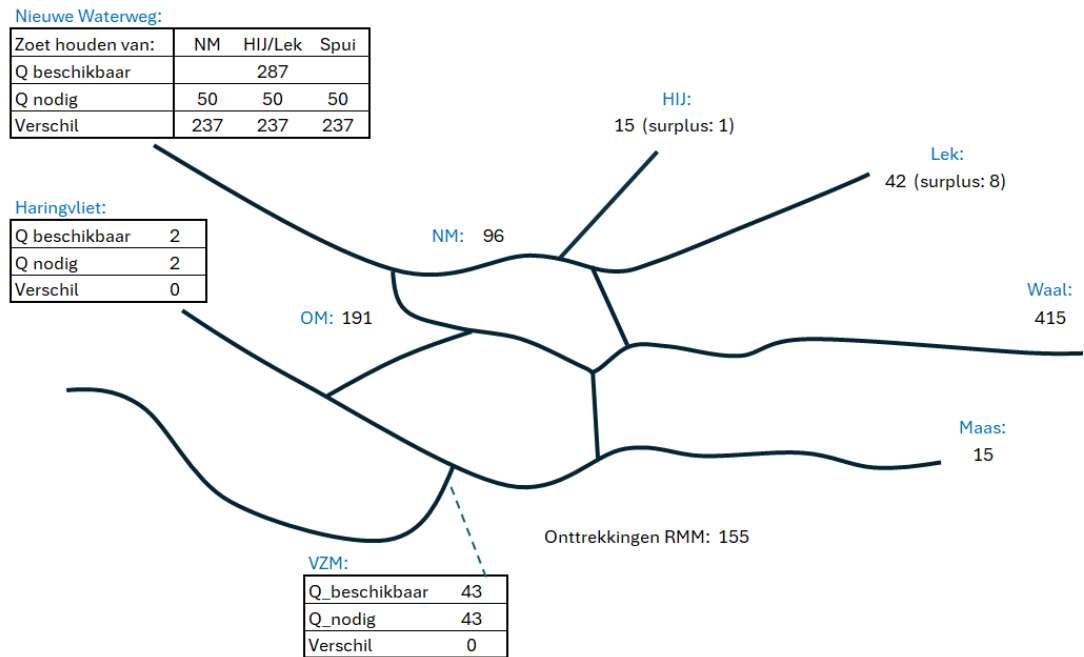 Nieuwe Waterweg:
Zoet houden van: NM HIJ/Lek Spui
Q beschikbaar 287
Q nodig 50 50 50
Verschil 237 237 237
HIJ:
15 (surplus: 1)
Lek:
42 (surplus: 8)
Haringvliet:
Q beschikbaar 2
Q nodig 2
Verschil 0
NM: 96
OM: 191
Waal:
415
Maas:
15
Onttrekkingen RMM: 155
VZM:
Q_beschikbaar 43
Q_nodig 43
Verschil 0